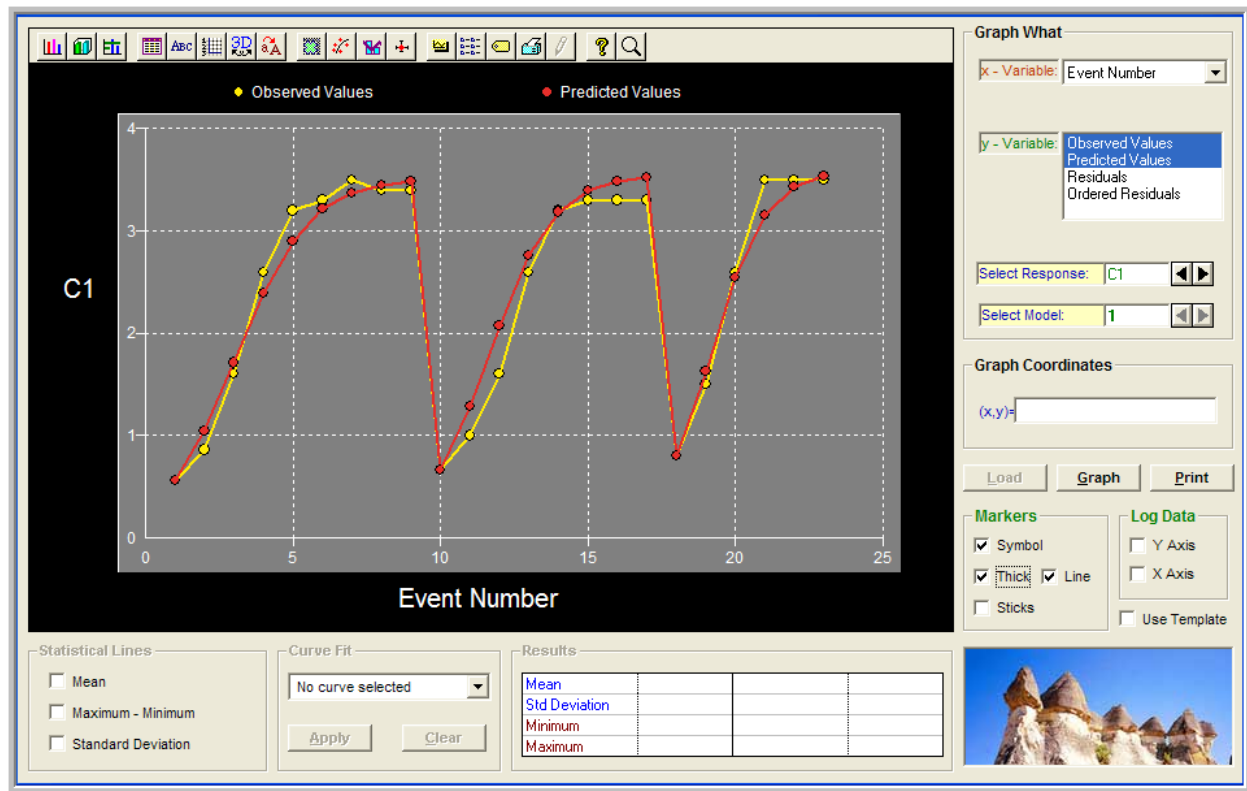 ABC
3D
aA
?
Observed Values
Predicted Values
4
3
2
1
0
0
5
10
15
20
25
C1
Event Number
Graph What
x - Variable:
Event Number
y - Variable:
Observed Values
Predicted Values
Residuals
Ordered Residuals
Select Response:
C1
Select Model:
1
Graph Coordinates
(x,y)=
Load
Graph
Print
Markers
Symbol
Thick
Line
Sticks
Log Data
Y Axis
X Axis
Use Template
Statistical Lines
Mean
Maximum - Minimum
Standard Deviation
Curve Fit
No curve selected
Apply
Clear
Results
Mean
Std Deviation
Minimum
Maximum